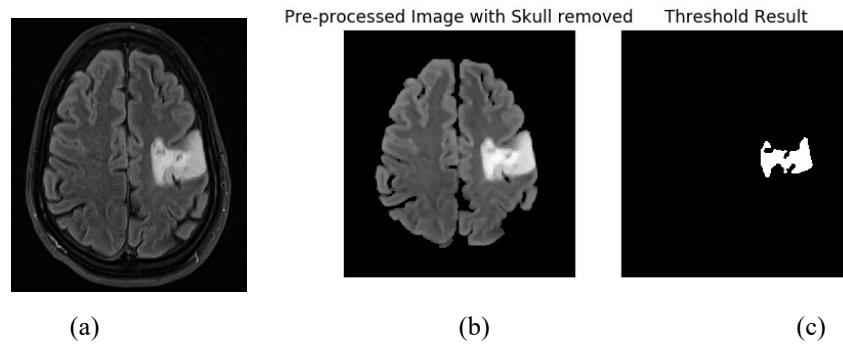 Pre-processed Image with Skull removed
Threshold Result
(a)
(b)
(c)